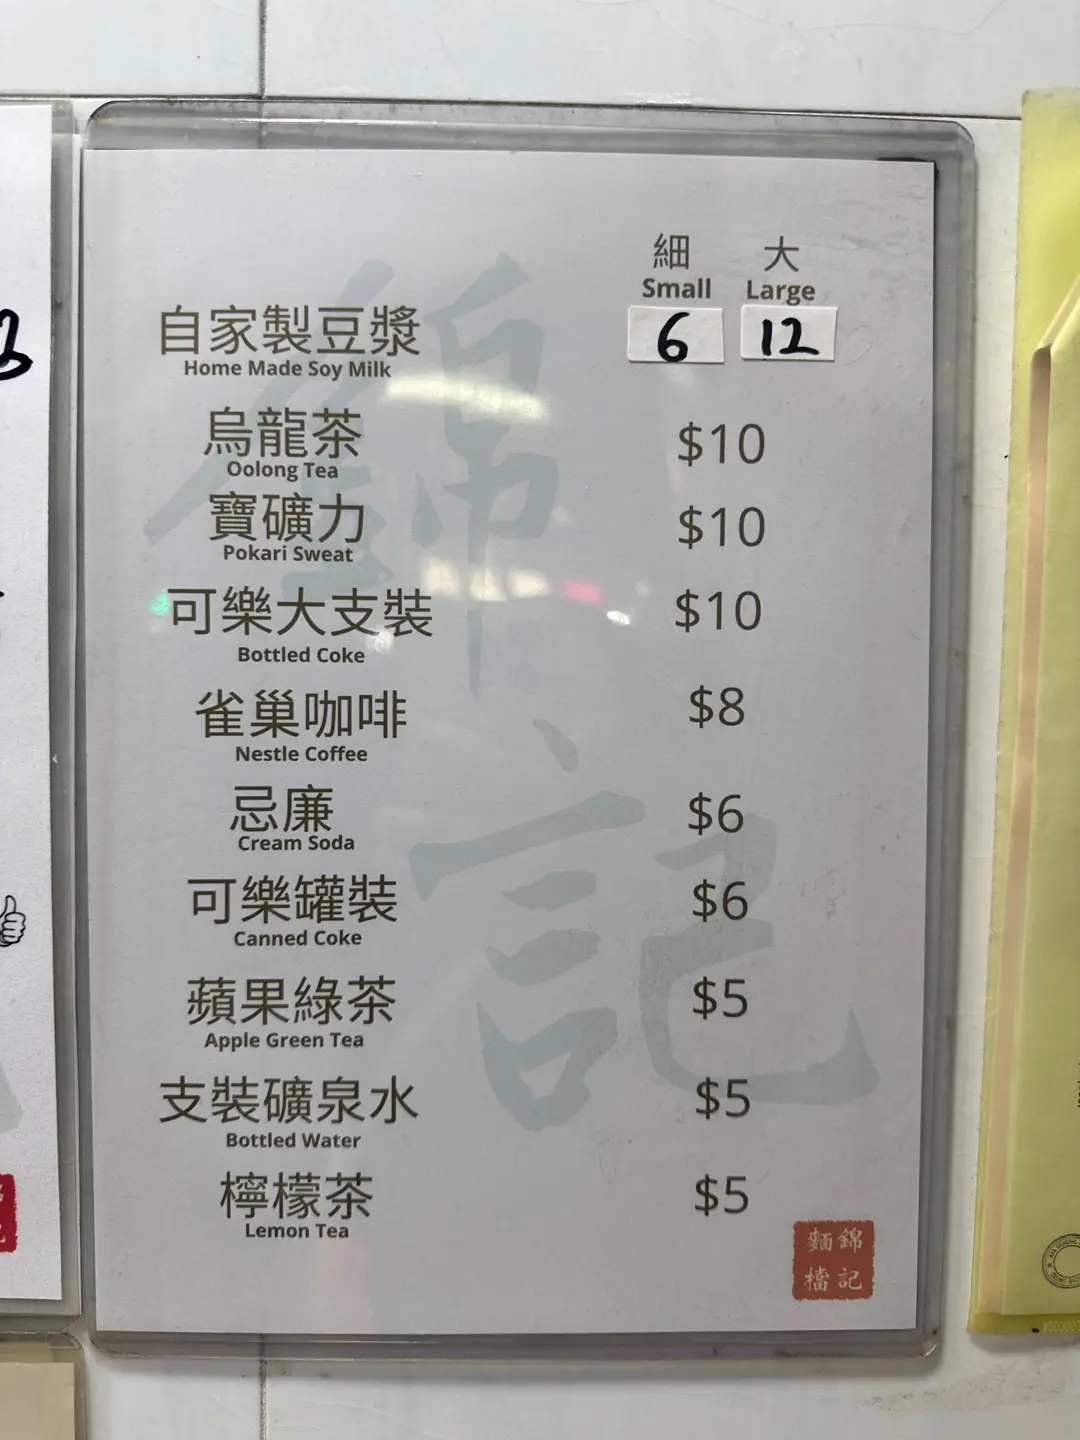 細 大
Small Large
自家製豆漿 6 12
Home Made Soy Milk
烏龍茶 $10
Oolong Tea
寶礦力 $10
Pokari Sweat
可樂大支裝 $10
Bottled Coke
雀巢咖啡 $8
Nestle Coffee
忌廉 $6
Cream Soda
可樂罐裝 $6
Canned Coke
蘋果綠茶 $5
Apple Green Tea
支裝礦泉水 $5
Bottled Water
檸檬茶 $5
Lemon Tea
錦記
麵錦
檔記